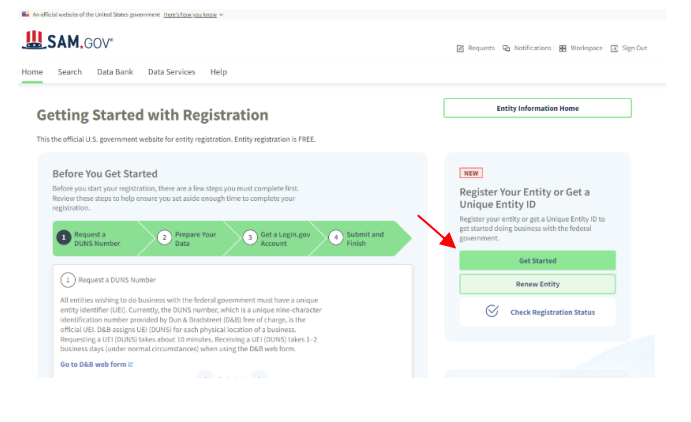 An official website of the United States government Here's how you know
SAM.GOV®
Requests Notifications Workspace Sign Out
Home Search Data Bank Data Services Help
Getting Started with Registration
Entity Information Home
This the official U.S. government website for entity registration. Entity registration is FREE.
Before You Get Started
Before you start your registration, there are a few steps you must complete first.
Review these steps to help ensure you set aside enough time to complete your
registration.
1 Request a
DUNS Number
2 Prepare Your
Data
3 Get a Login.gov
Account
4 Submit and
Finish
1 Request a DUNS Number
All entities wishing to do business with the federal government must have a unique
entity identifier (UEI). Currently, the DUNS number, which is a unique nine-character
identification number provided by Dun & Bradstreet (D&B) free of charge, is the
official UEI. D&B assigns UEI (DUNS) for each physical location of a business.
Requesting a UEI (DUNS) takes about 10 minutes. Receiving a UEI (DUNS) takes 1–2
business days (under normal circumstances) when using the D&B web form.
Go to D&B web form
NEW
Register Your Entity or Get a
Unique Entity ID
Register your entity or get a Unique Entity ID to
get started doing business with the federal
government.
Get Started
Renew Entity
Check Registration Status